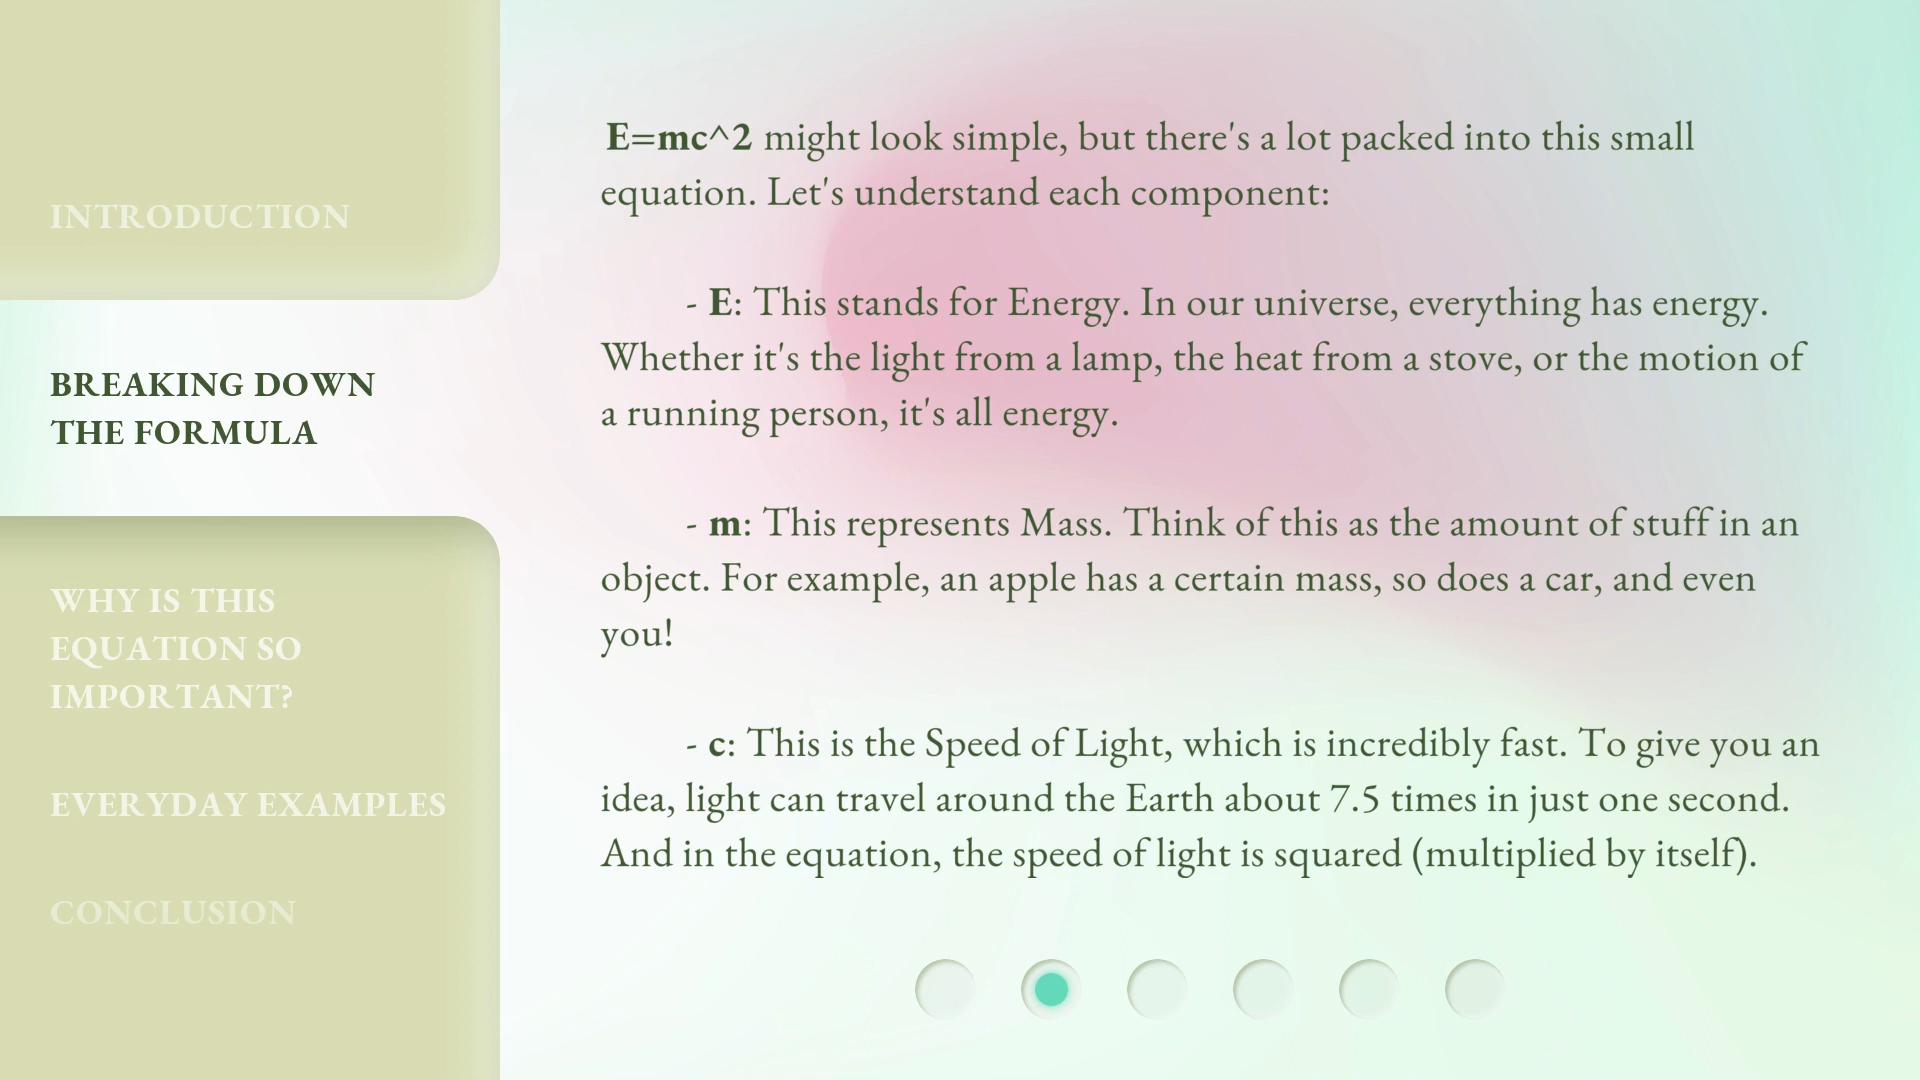 INTRODUCTION
BREAKING DOWN
THE FORMULA
WHY IS THIS
EQUATION SO
IMPORTANT?
EVERYDAY EXAMPLES
CONCLUSION
E=mc^2 might look simple, but there's a lot packed into this small
equation. Let's understand each component:
- E: This stands for Energy. In our universe, everything has energy.
Whether it's the light from a lamp, the heat from a stove, or the motion of
a running person, it's all energy.
- m: This represents Mass. Think of this as the amount of stuff in an
object. For example, an apple has a certain mass, so does a car, and even
you!
- c: This is the Speed of Light, which is incredibly fast. To give you an
idea, light can travel around the Earth about 7.5 times in just one second.
And in the equation, the speed of light is squared (multiplied by itself).